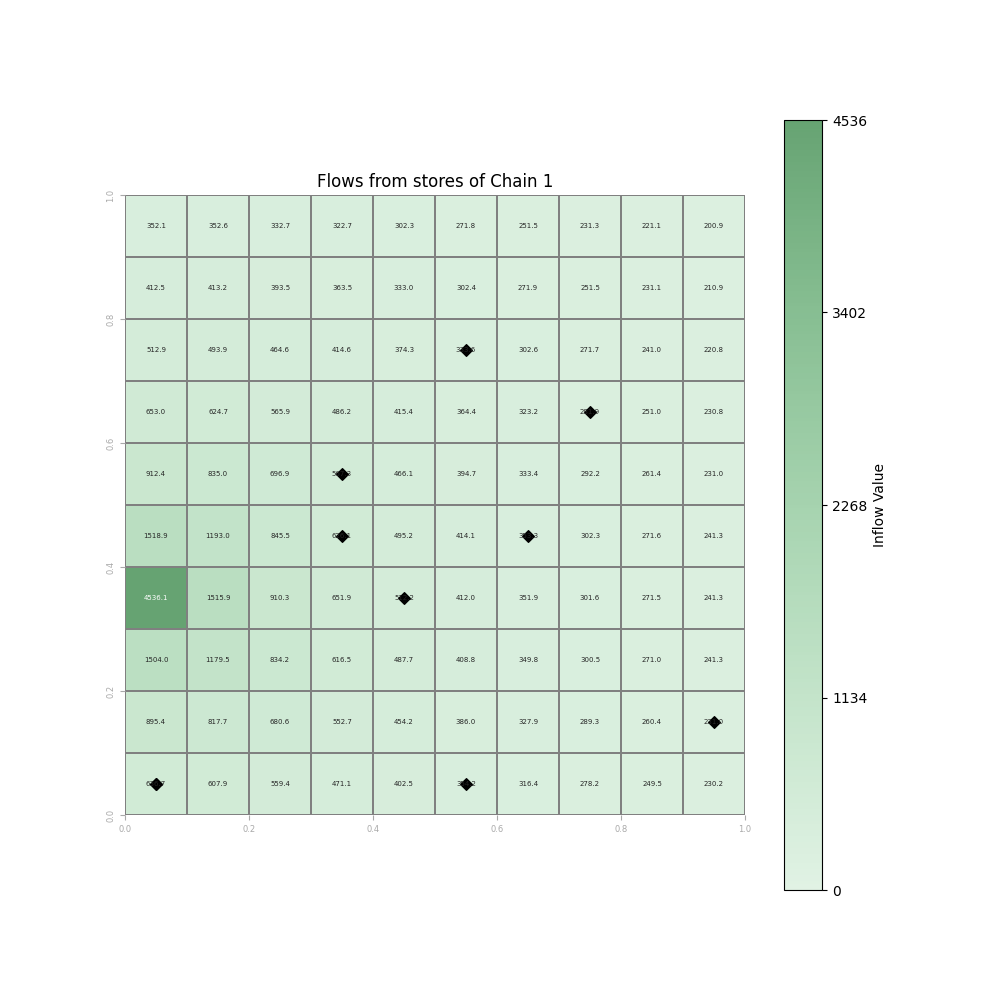 Flows from stores of Chain 1
1.0
352.1 352.6 332.7 322.7 302.3 271.8 251.5 231.3 221.1 200.9
412.5 413.2 393.5 363.5 333.0 302.4 271.9 251.5 231.1 210.9
0.8
512.9 493.9 464.6 414.6 374.3 302.6 271.7 241.0 220.8
653.0 624.7 565.9 486.2 415.4 364.4 323.2 251.0 230.8
0.6
912.4 835.0 696.9 466.1 394.7 333.4 292.2 261.4 231.0
1518.9 1193.0 845.5 495.2 414.1 302.3 271.6 241.3
0.4
4536.1 1515.9 910.3 651.9 412.0 351.9 301.6 271.5 241.3
1504.0 1179.5 834.2 616.5 487.7 408.8 349.8 300.5 271.0 241.3
0.2
895.4 817.7 680.6 552.7 454.2 386.0 327.9 289.3 260.4
607.9 559.4 471.1 402.5 316.4 278.2 249.5 230.2
0.0
0.0 0.2 0.4 0.6 0.8 1.0
4536
3402
2268
1134
0
Inflow Value